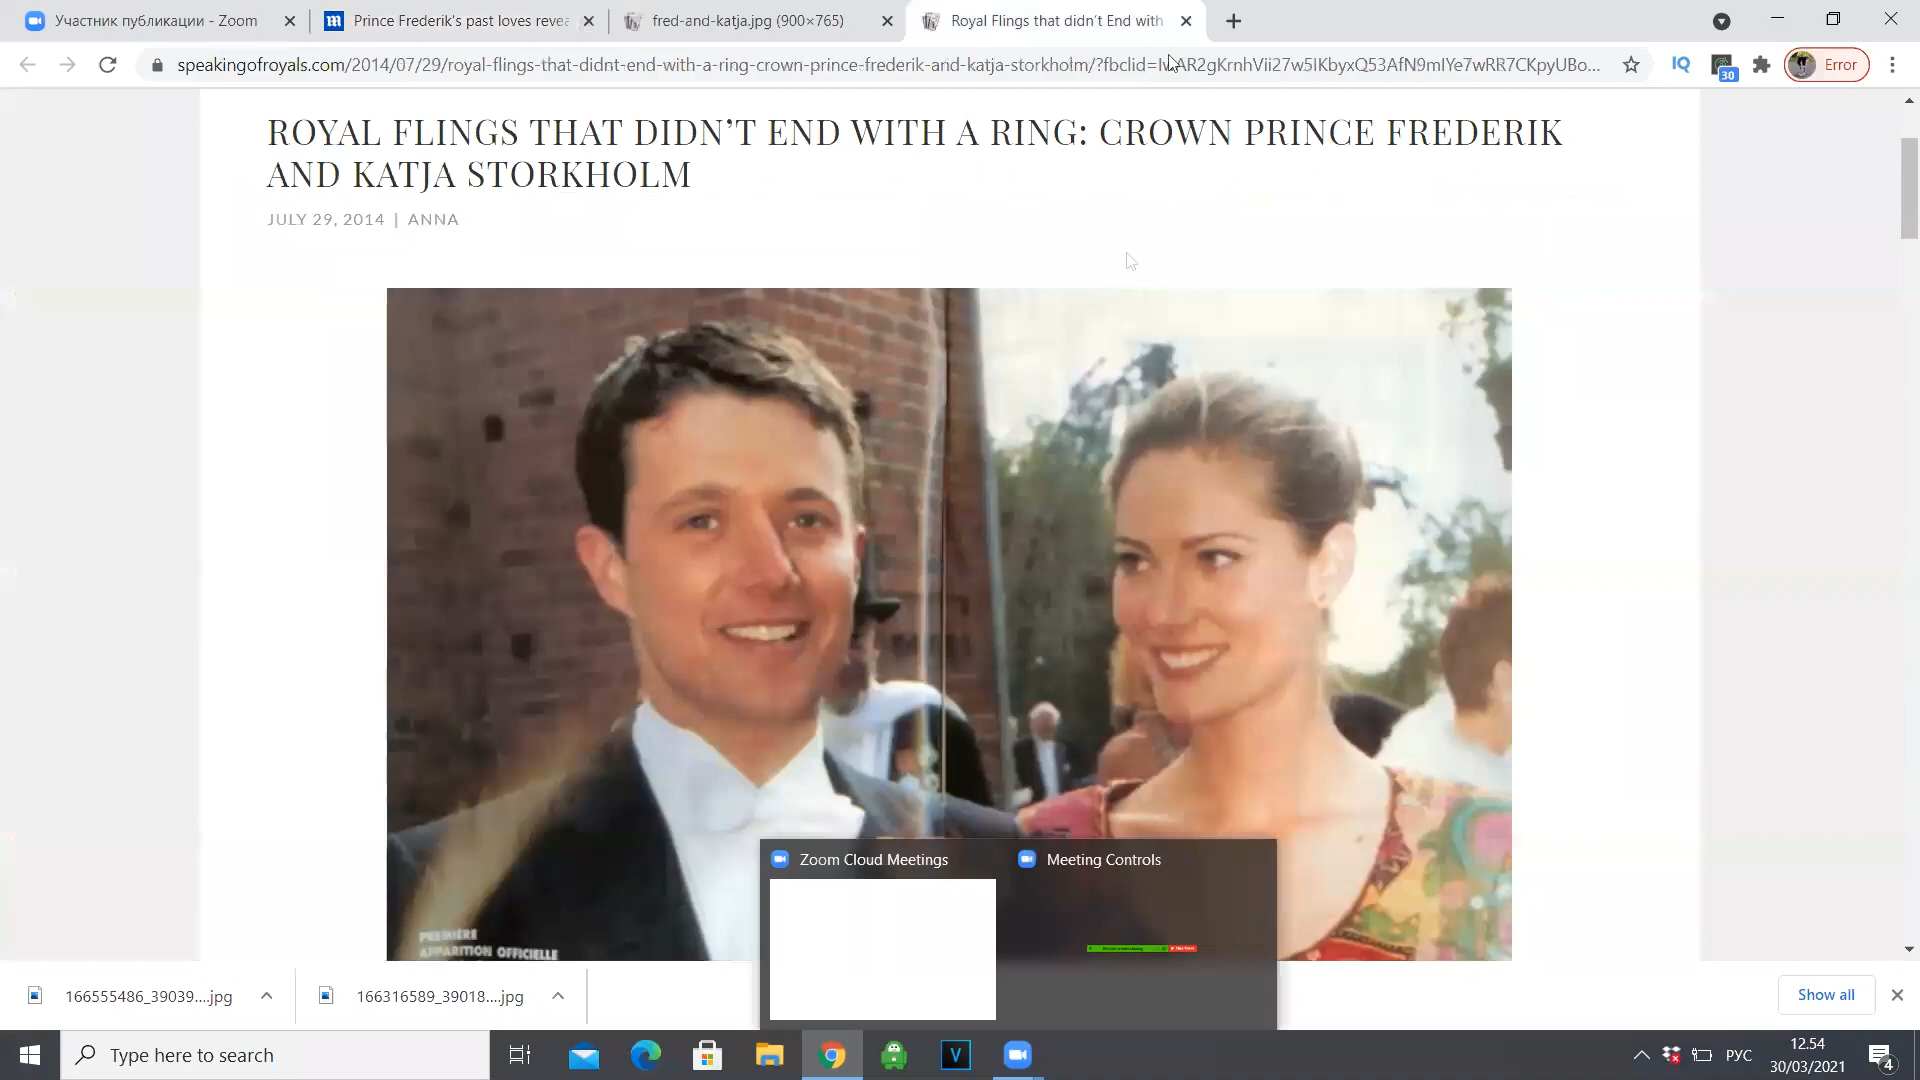 Участник публикации - Zoom
Prince Frederik's past loves revea
fred-and-katja.jpg (900×765)
Royal Flings that didn't End with
speakingofroyals.com/2014/07/29/royal-flings-that-didnt-end-with-a-ring-crown-prince-frederik-and-katja-storkholm/?fbclid=IwAR2gKrnhVii27w5IKbyxQ53AfN9mIYe7wRR7CKpyUBo...
30
Error
ROYAL FLINGS THAT DIDN'T END WITH A RING: CROWN PRINCE FREDERIK
AND KATJA STORKHOLM
JULY 29, 2014 | ANNA
PREMIÈRE
APPARITION OFFICIELLE
Zoom Cloud Meetings
Meeting Controls
166555486_39039....jpg
166316589_39018....jpg
Show all
Type here to search
V
РУС
12.54
30/03/2021
4